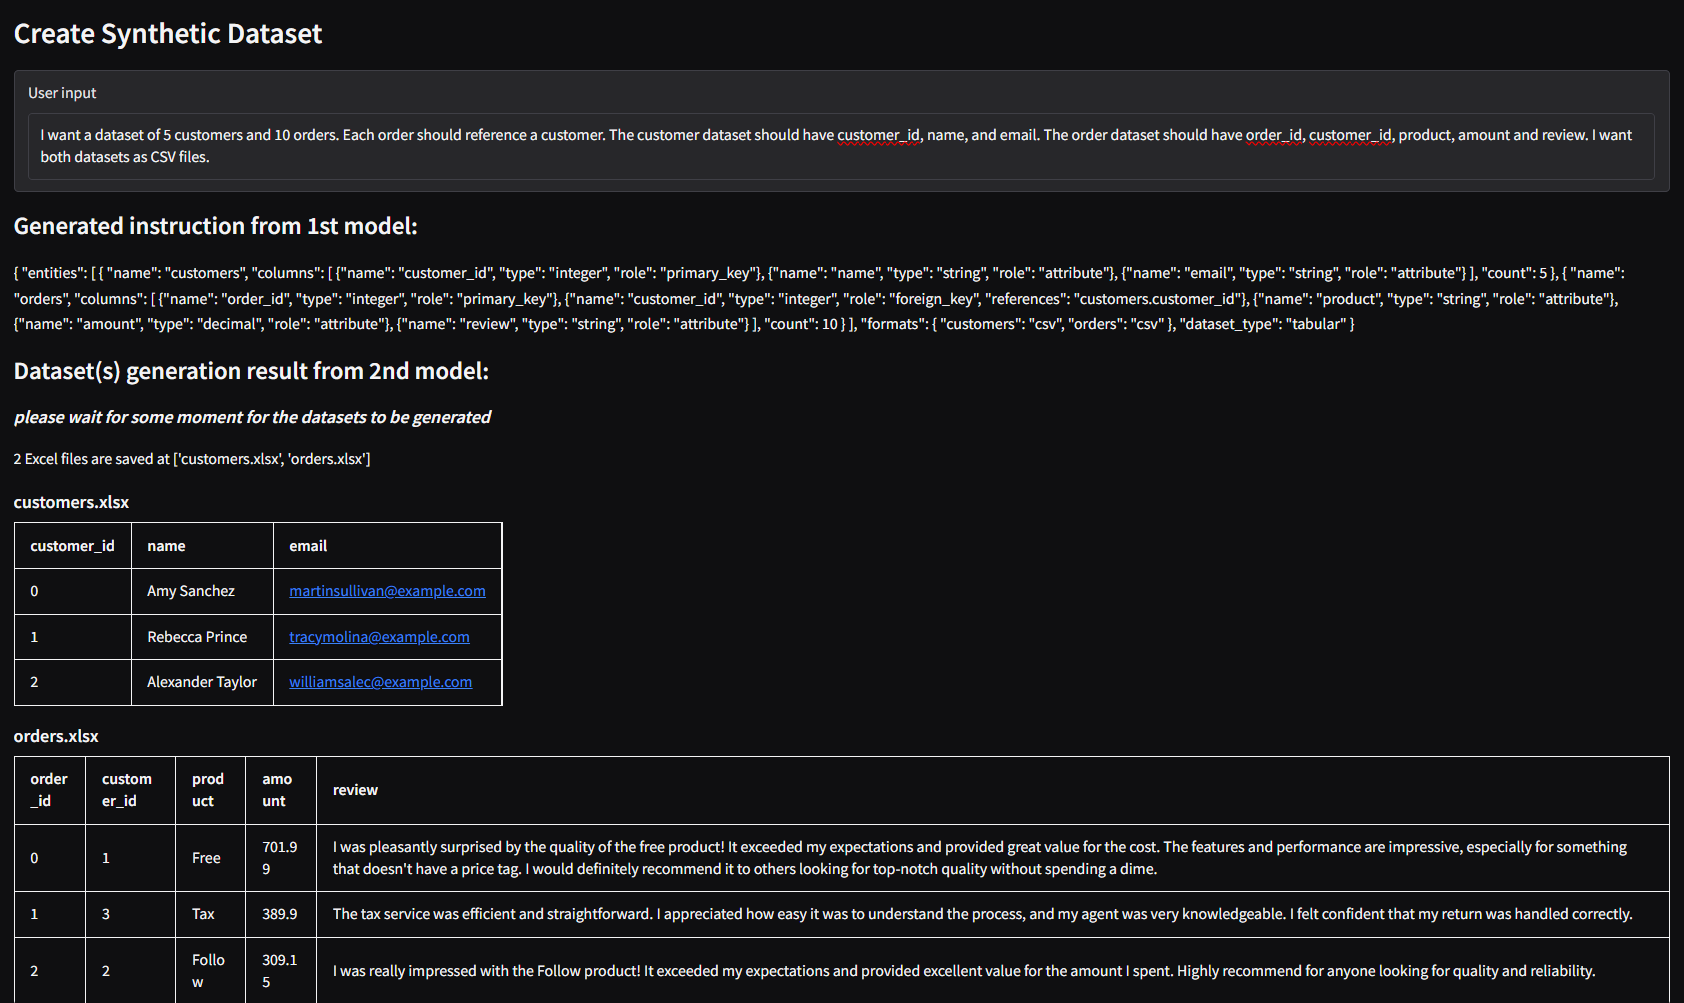 Create Synthetic Dataset
User input
I want a dataset of 5 customers and 10 orders. Each order should reference a customer. The customer dataset should have customer_id, name, and email. The order dataset should have order_id, customer_id, product, amount and review. I want
both datasets as CSV files.
Generated instruction from 1st model:
{ "entities": [ { "name": "customers", "columns": [ {"name": "customer_id", "type": "integer", "role": "primary_key"}, {"name": "name", "type": "string", "role": "attribute"}, {"name": "email", "type": "string", "role": "attribute"} ], "count": 5 }, { "name":
"orders", "columns": [ {"name": "order_id", "type": "integer", "role": "primary_key"}, {"name": "customer_id", "type": "integer", "role": "foreign_key", "references": "customers.customer_id"}, {"name": "product", "type": "string", "role": "attribute"},
{"name": "amount", "type": "decimal", "role": "attribute"}, {"name": "review", "type": "string", "role": "attribute"} ], "count": 10 } ], "formats": { "customers": "csv", "orders": "csv" }, "dataset_type": "tabular" }
Dataset(s) generation result from 2nd model:
please wait for some moment for the datasets to be generated
2 Excel files are saved at ['customers.xlsx', 'orders.xlsx']
customers.xlsx
customer_id name email
0 Amy Sanchez martinsullivan@example.com
1 Rebecca Prince tracymolina@example.com
2 Alexander Taylor williamsalec@example.com
orders.xlsx
order custom prod amo review
_id er_id uct unt
0 1 Free 701.9 I was pleasantly surprised by the quality of the free product! It exceeded my expectations and provided great value for the cost. The features and performance are impressive, especially for something
9 that doesn't have a price tag. I would definitely recommend it to others looking for top-notch quality without spending a dime.
1 3 Tax 389.9 The tax service was efficient and straightforward. I appreciated how easy it was to understand the process, and my agent was very knowledgeable. I felt confident that my return was handled correctly.
2 2 Follo 309.1 I was really impressed with the Follow product! It exceeded my expectations and provided excellent value for the amount I spent. Highly recommend for anyone looking for quality and reliability.
w 5